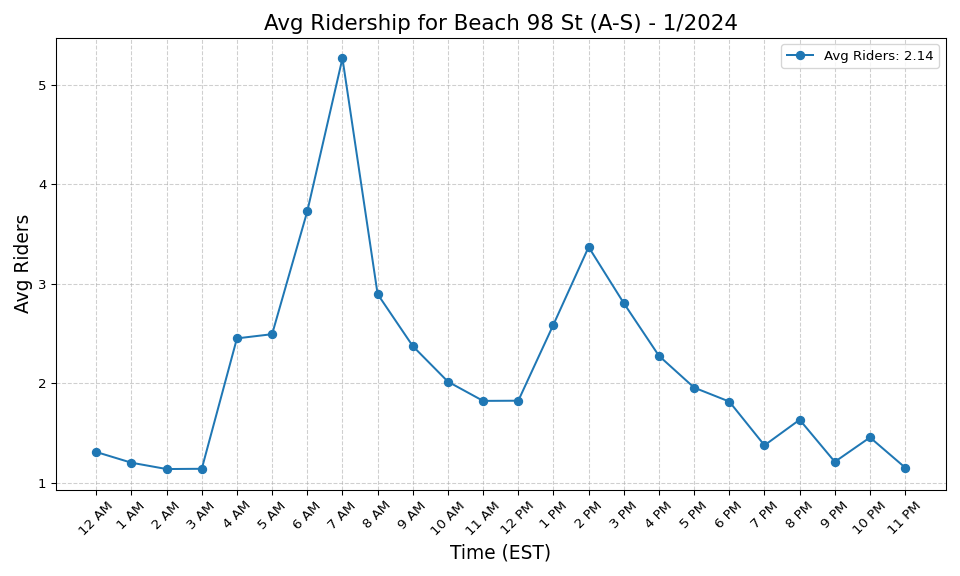 Avg Ridership for Beach 98 St (A-S) - 1/2024
Avg Riders: 2.14
Avg Riders
5
4
3
2
1
12 AM
1 AM
2 AM
3 AM
4 AM
5 AM
6 AM
7 AM
8 AM
9 AM
10 AM
11 AM
12 PM
1 PM
2 PM
3 PM
4 PM
5 PM
6 PM
7 PM
8 PM
9 PM
10 PM
11 PM
Time (EST)